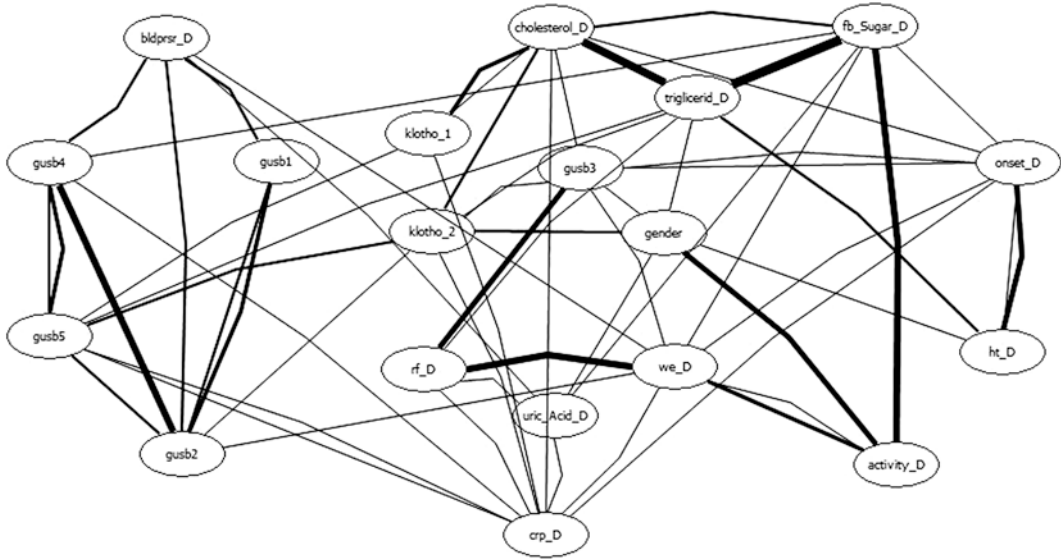 cholesterol_D
fb_Sugar_D
bldprsr_D
triglicerid_D
klotho_1
gusb4
gusb1
gusb3
onset_D
klotho_2
gender
gusb5
ht_D
rf_D
we_D
uric_Acid_D
gusb2
activity_D
crp_D